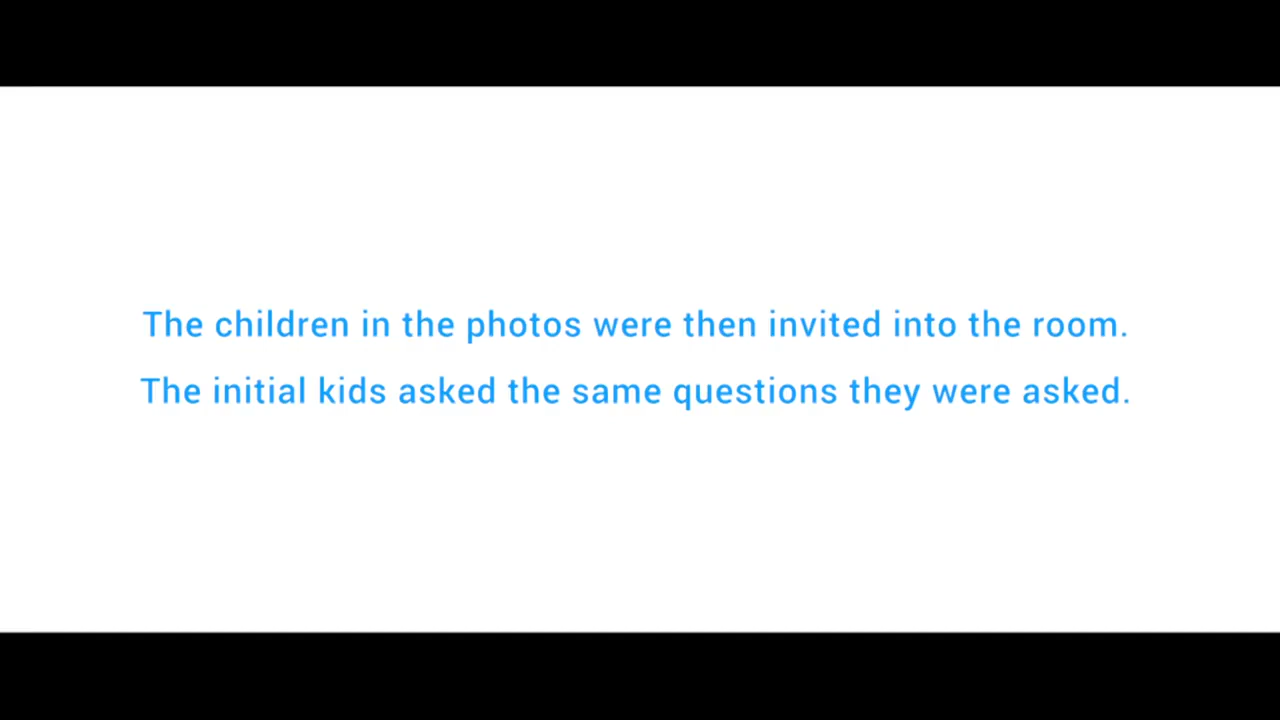 The children in the photos were then invited into the room.
The initial kids asked the same questions they were asked.